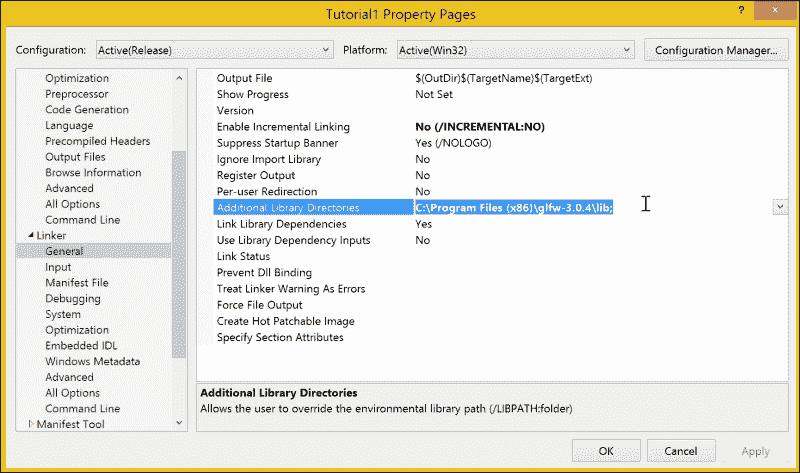 Tutorial1 Property Pages
?
Configuration: Active(Release) Platform: Active(Win32) Configuration Manager...
Optimization
Preprocessor
Code Generation
Language
Precompiled Headers
Output Files
Browse Information
Advanced
All Options
Command Line
Linker
General
Input
Manifest File
Debugging
System
Optimization
Embedded IDL
Windows Metadata
Advanced
All Options
Command Line
Manifest Tool
Output File $(OutDir)$(TargetName)$(TargetExt)
Show Progress Not Set
Version
Enable Incremental Linking No (/INCREMENTAL:NO)
Suppress Startup Banner Yes (/NOLOGO)
Ignore Import Library No
Register Output No
Per-user Redirection No
Additional Library Directories C:\Program Files (x86)\glfw-3.0.4\lib;
Link Library Dependencies Yes
Use Library Dependency Inputs No
Link Status
Prevent Dll Binding
Treat Linker Warning As Errors
Force File Output
Create Hot Patchable Image
Specify Section Attributes
Additional Library Directories
Allows the user to override the environmental library path (/LIBPATH:folder)
OK Cancel Apply